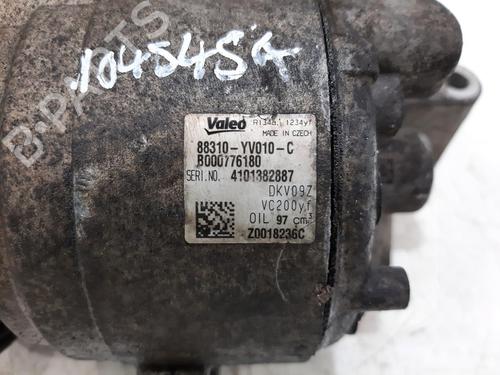 10454SA
Valeo R134a. 1234yf
MADE IN CZECH
88310-YV010-C
B000776180
SERI.NO. 4101382887
DKV09Z
VC200yf
OIL 97 cm³
Z0018236C
B-PARTS